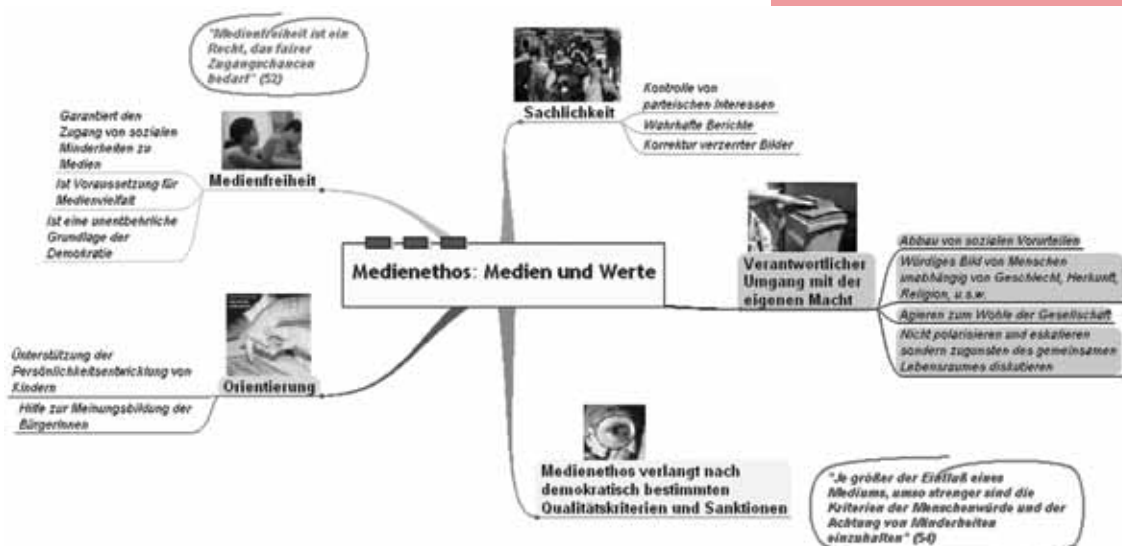 "Medienfreiheit ist ein
Recht, das fairer
Zugangschancen
bedarf" (52)
Garantiert den
Zugang von sozialen
Minderheiten zu
Medien
Ist Voraussetzung für
Medienvielfalt
Ist eine unentbehrliche
Grundlage der
Demokratie
Medienfreiheit
Sachlichkeit
Kontrolle von
parteischen Interessen
Wahrhafte Berichte
Korrektur verzerrter Bilder
Medienethos: Medien und Werte
Verantwortlicher
Umgang mit der
eigenen Macht
Abbau von sozialen Vorurteilen
Würdiges Bild von Menschen
unabhängig von Geschlecht, Herkunft,
Religion, u.s.w.
Agieren zum Wohle der Gesellschaft
Nicht polarisieren und eskalieren
sondern zugunsten des gemeinsamen
Lebensraumes diskutieren
Orientierung
Unterstützung der
Persönlichkeitsentwicklung von
Kindern
Hilfe zur Meinungsbildung der
BürgerInnen
Medienethos verlangt nach
demokratisch bestimmten
Qualitätskriterien und Sanktionen
"Je größer der Einfluß eines
Mediums, umso strenger sind die
Kriterien der Menschenwürde und der
Achtung von Minderheiten
einzuhalten" (54)